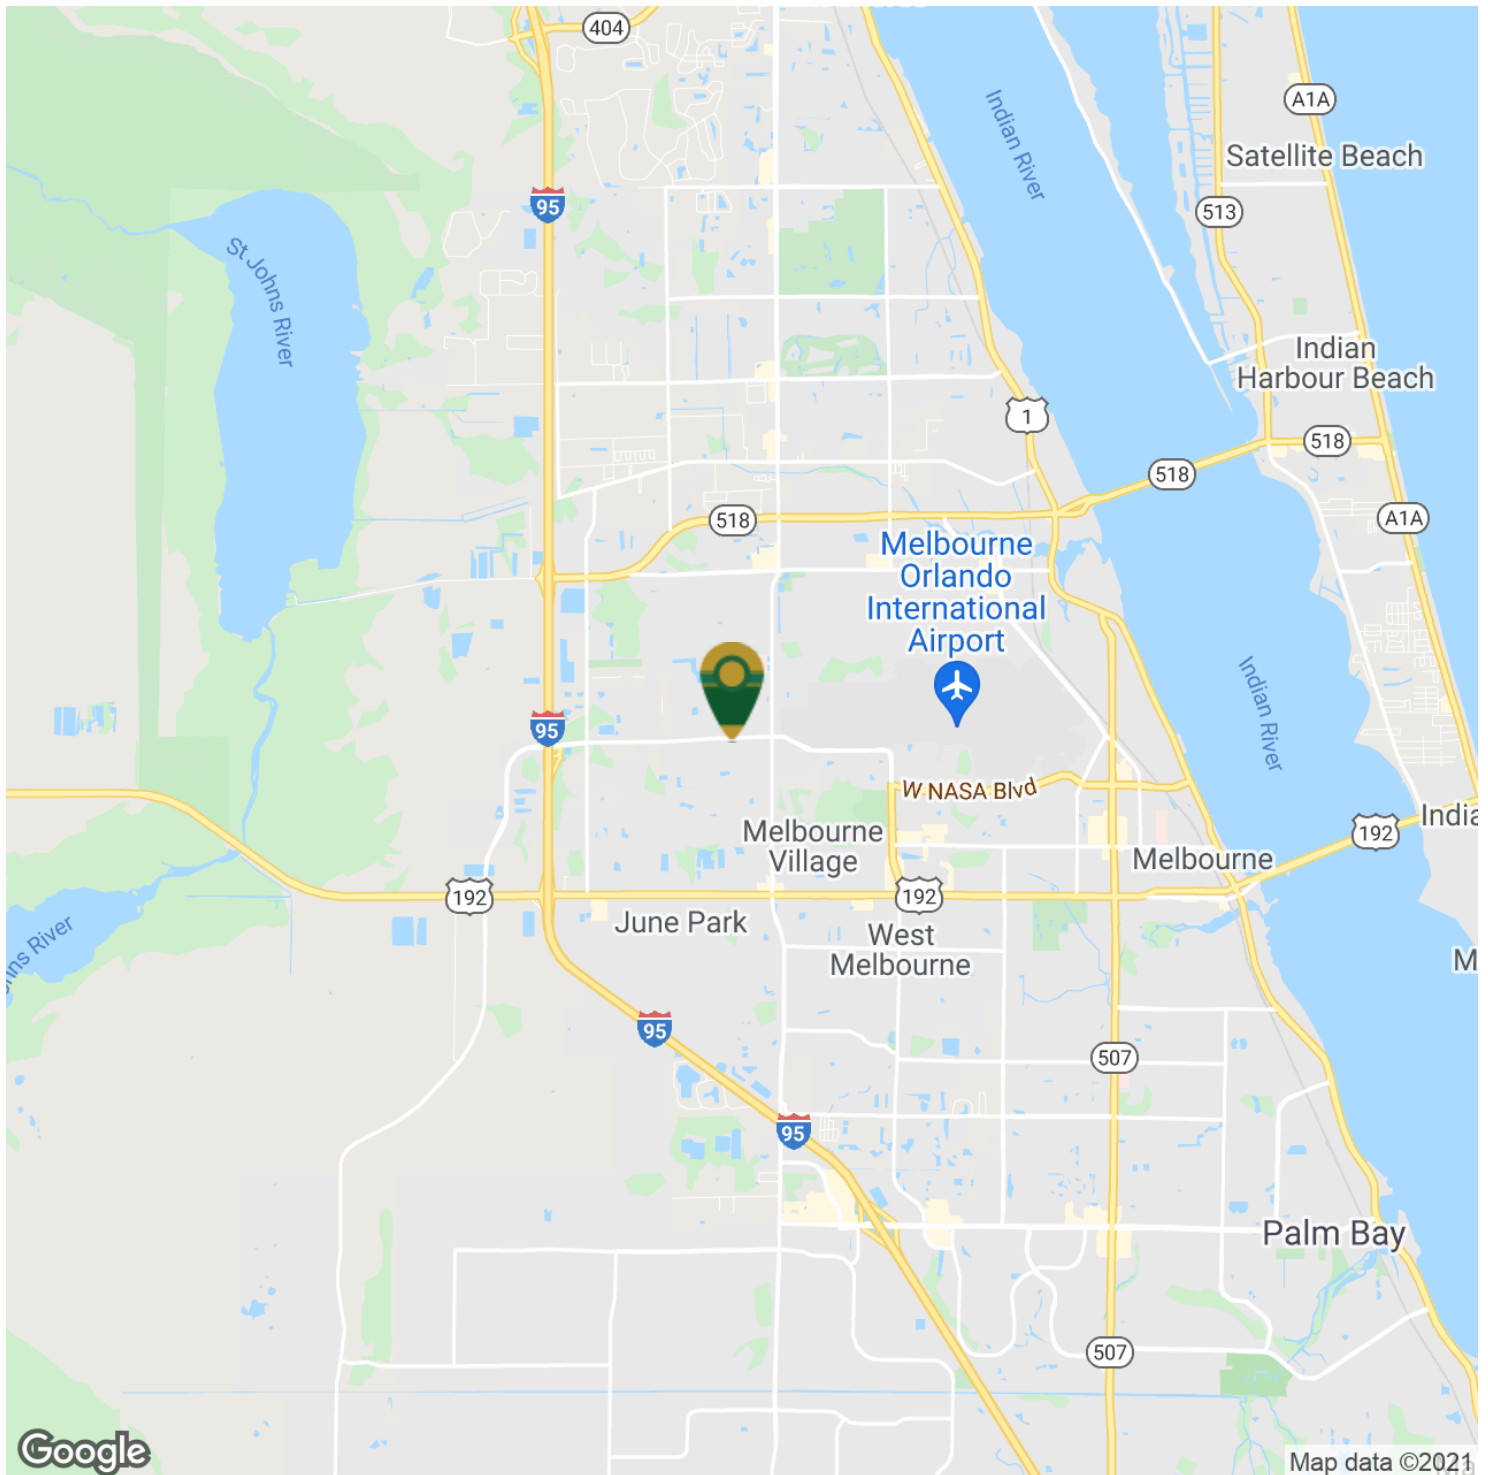 404
A1A
Indian River
Satellite Beach
95
513
St Johns River
Indian
Harbour Beach
1
518
518
518
A1A
Melbourne
Orlando
International
Airport
Indian River
95
W NASA Blvd
India
192
Melbourne
Village
Melbourne
192
192
June Park
West
Melbourne
hns River
M
95
507
95
Palm Bay
507
Google
Map data ©2021